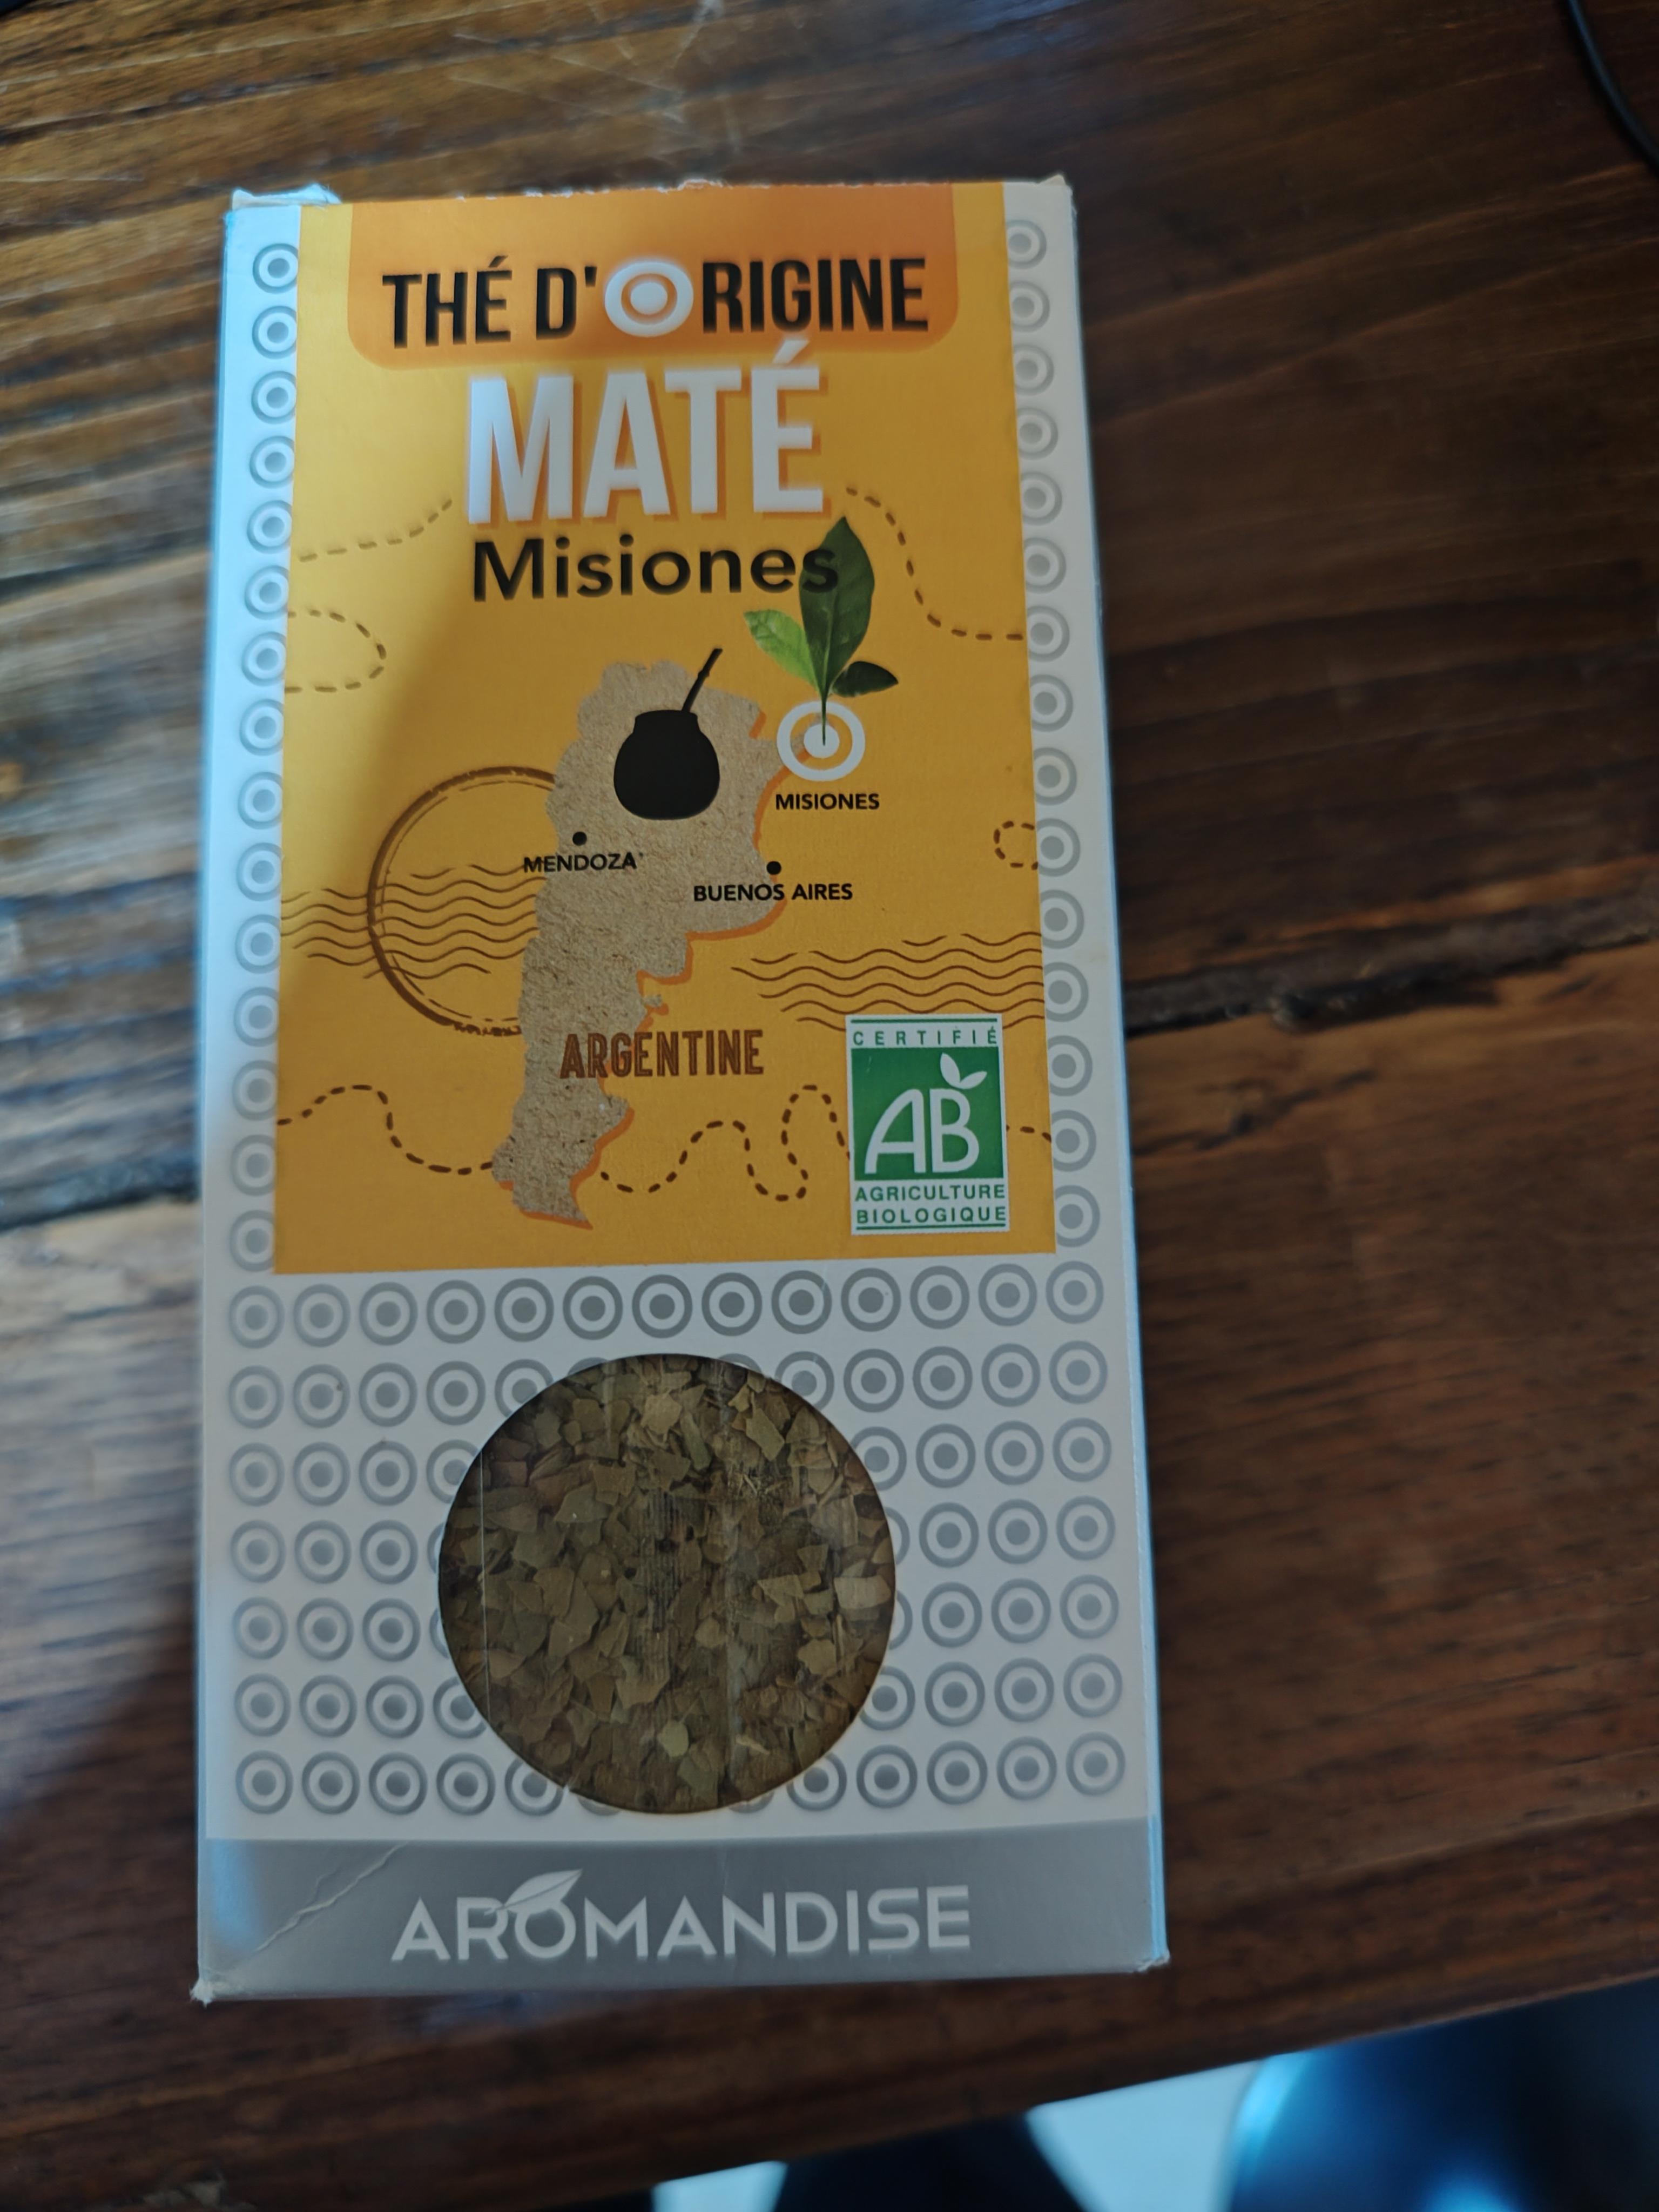 THÉ D'ORIGINE
MATÉ
Misiones
MISIONES
MENDOZA
BUENOS AIRES
ARGENTINE
CERTIFIÉ
AB
AGRICULTURE
BIOLOGIQUE
AROMANDISE